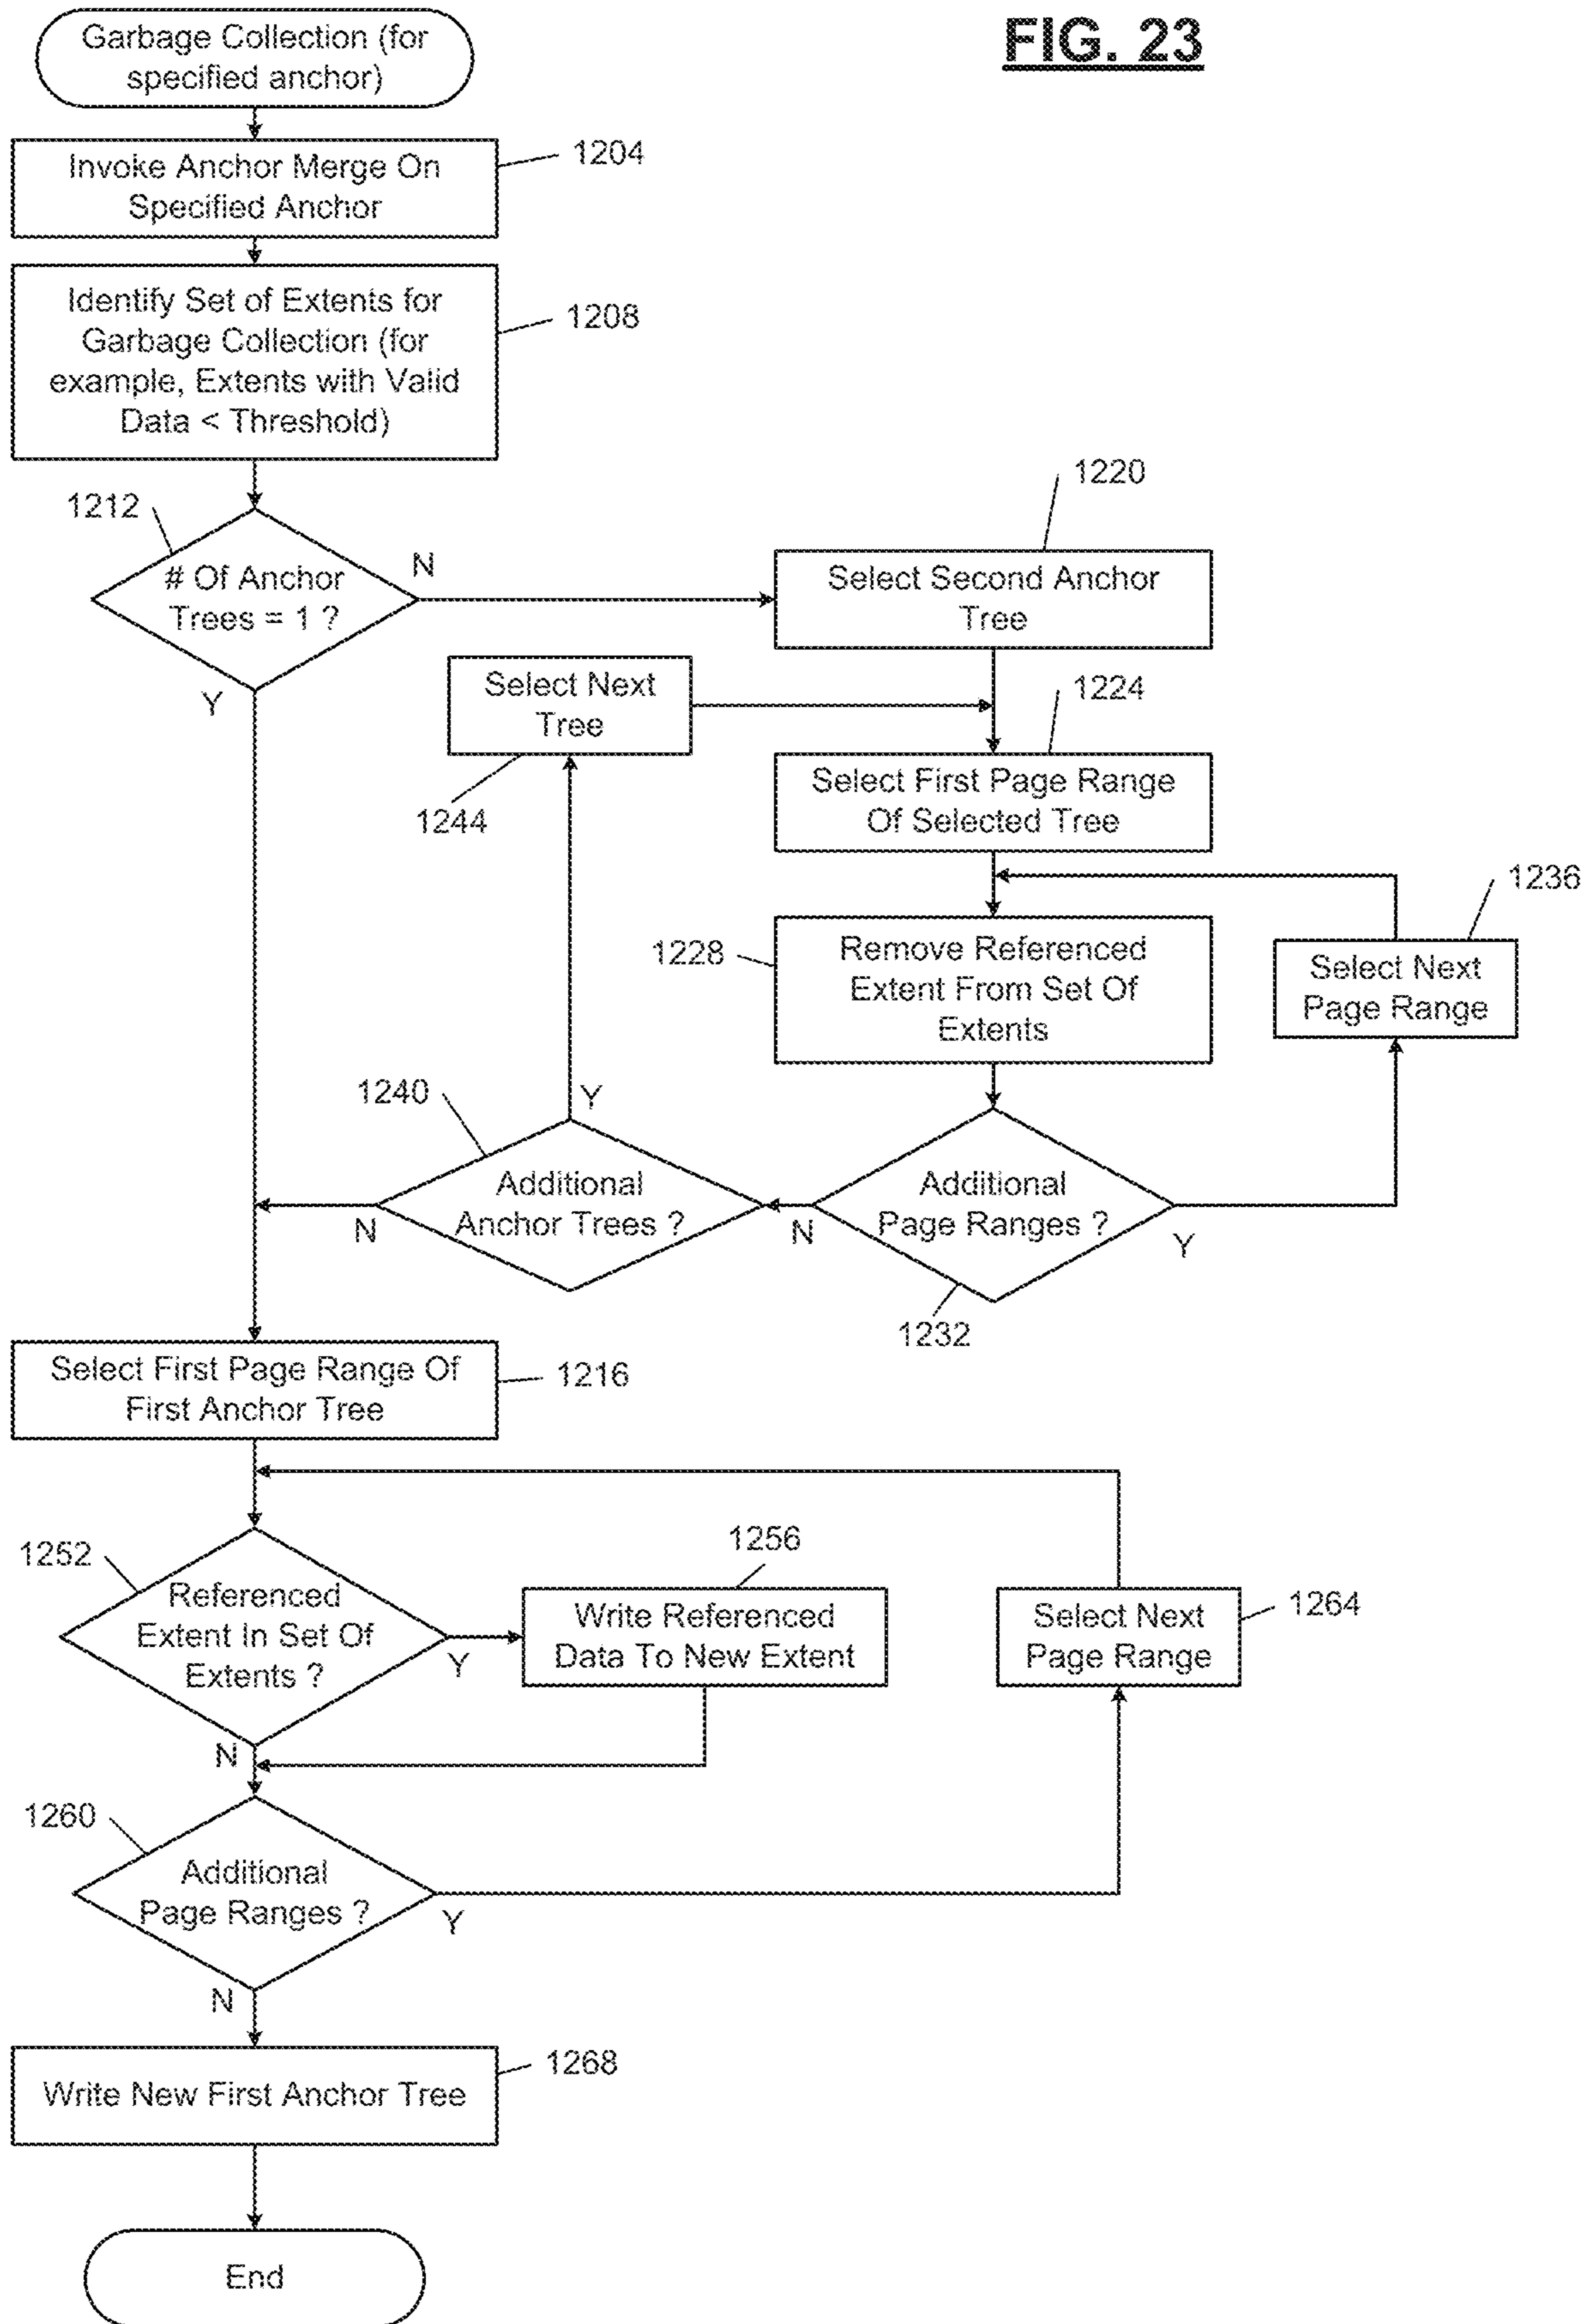 FIG. 23
Garbage Collection (for
specified anchor)
Invoke Anchor Merge On
Specified Anchor
1204
Identify Set of Extents for
Garbage Collection (for
example, Extents with Valid
Data < Threshold)
1208
1212
# Of Anchor
Trees = 1 ?
N
Y
1220
Select Second Anchor
Tree
Select Next
Tree
1244
1224
Select First Page Range
Of Selected Tree
1236
1228
Remove Referenced
Extent From Set Of
Extents
Select Next
Page Range
1240
Y
Additional
Anchor Trees ?
N
Additional
Page Ranges ?
N
Y
1232
Select First Page Range Of
First Anchor Tree
1216
1252
Referenced
Extent In Set Of
Extents ?
Y
N
1256
Write Referenced
Data To New Extent
Select Next
Page Range
1264
1260
Additional
Page Ranges ?
Y
N
Write New First Anchor Tree
1268
End